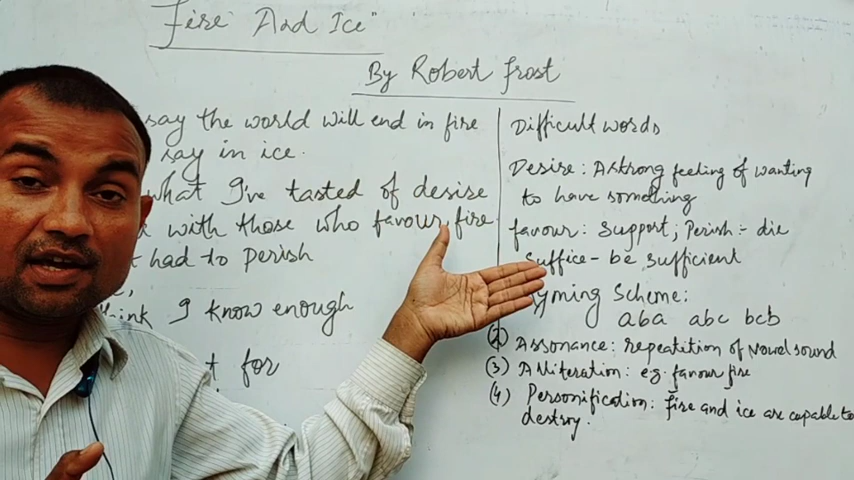 Fire And Ice"
By Robert Frost
say the world will end in fire
say in ice.
what I've tasted of desire
with those who favour fire
had to perish
think I know enough
for
Difficult words
Desire: A strong feeling of wanting
to have something
favour: Support; Perish:- die
Suffice - be sufficient
yming Scheme:
aba abc bcb
(2) Assonance: repeatition of vowel sound
(3) Alliteration: e.g. favour fire
(4) Personification: fire and ice are capable to
destroy.